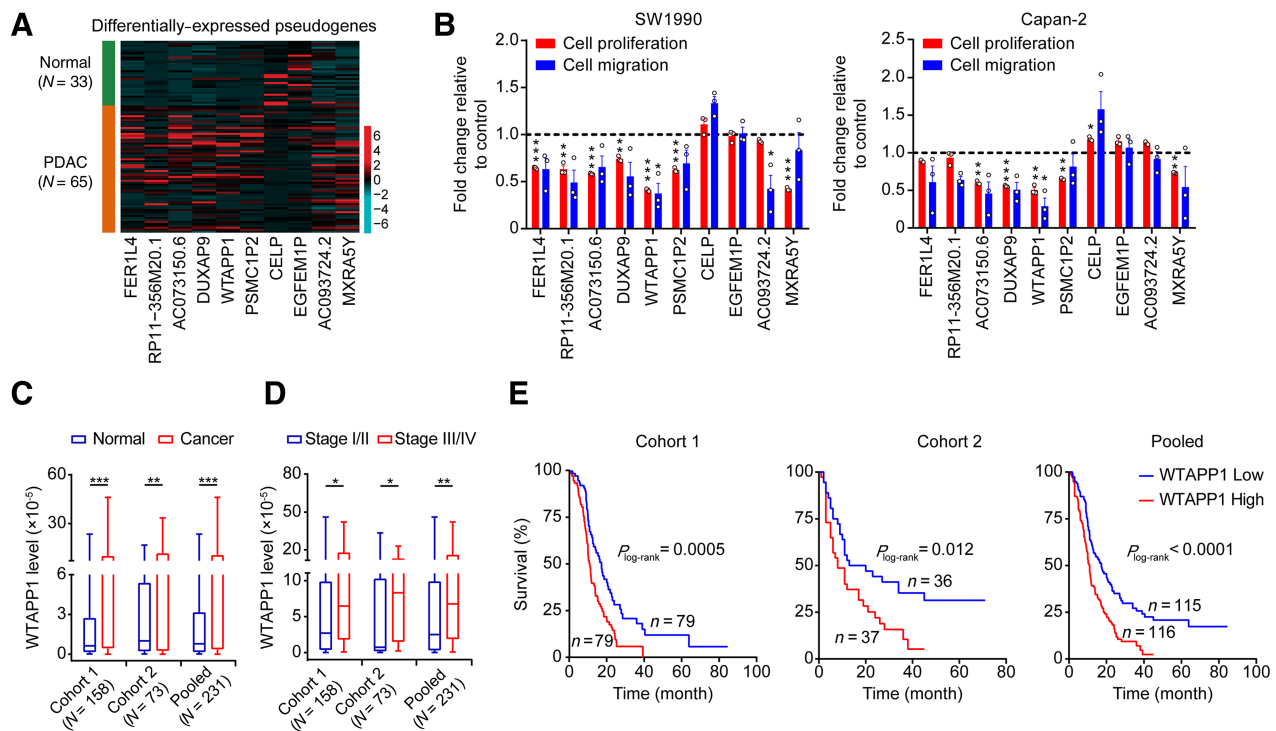 A
Differentially−expressed pseudogenes
Normal
(N = 33)
PDAC
(N = 65)
6
4
2
0
−2
−4
−6
FER1L4
RP11−356M20.1
AC073150.6
DUXAP9
WTAPP1
PSMC1P2
CELP
EGFEM1P
AC093724.2
MXRA5Y
B
SW1990
Cell proliferation
Cell migration
Fold change relative
to control
2.0
1.5
1.0
0.5
0
***
***
***
***
***
***
*
***
FER1L4
RP11-356M20.1
AC073150.6
DUXAP9
WTAPP1
PSMC1P2
CELP
EGFEM1P
AC093724.2
MXRA5Y
Capan-2
Cell proliferation
Cell migration
Fold change relative
to control
2.5
2.0
1.5
1.0
0.5
0
FER1L4
RP11-356M20.1
AC073150.6
DUXAP9
WTAPP1
PSMC1P2
CELP
EGFEM1P
AC093724.2
MXRA5Y
C
Normal
Cancer
WTAPP1 level (×10-5)
60
30
6
3
0
***
**
***
Cohort 1
(N = 158)
Cohort 2
(N = 73)
Pooled
(N = 231)
D
Stage I/II
Stage III/IV
WTAPP1 level (×10-5)
80
50
20
15
10
5
0
*
*
**
Cohort 1
(N = 158)
Cohort 2
(N = 73)
Pooled
(N = 231)
E
Cohort 1
Survival (%)
100
75
50
25
0
Plog-rank = 0.0005
n = 79
n = 79
0 20 40 60 80 100
Time (month)
Cohort 2
100
75
50
25
0
Plog-rank = 0.012
n = 36
n = 37
0 20 40 60 80
Time (month)
Pooled
WTAPP1 Low
WTAPP1 High
100
75
50
25
0
Plog-rank < 0.0001
n = 115
n = 116
0 20 40 60 80 100
Time (month)